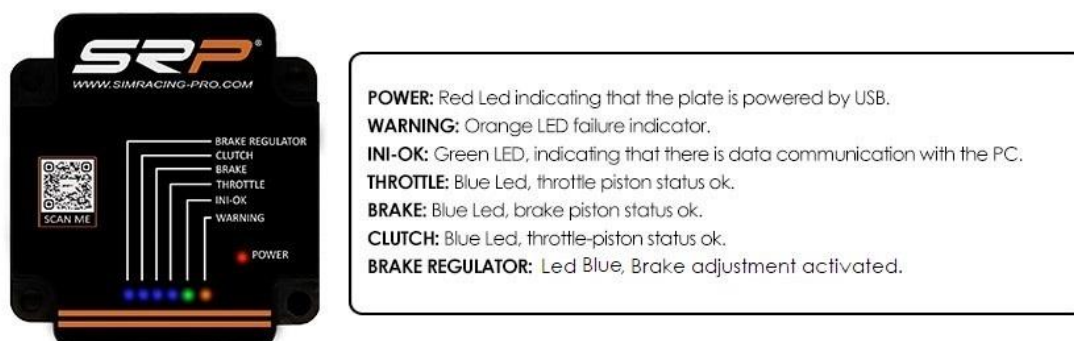 SRP®
WWW.SIMRACING-PRO.COM
BRAKE REGULATOR
CLUTCH
BRAKE
THROTTLE
INI-OK
WARNING
SCAN ME
POWER
POWER: Red Led indicating that the plate is powered by USB.
WARNING: Orange LED failure indicator.
INI-OK: Green LED, indicating that there is data communication with the PC.
THROTTLE: Blue Led, throttle piston status ok.
BRAKE: Blue Led, brake piston status ok.
CLUTCH: Blue Led, throttle-piston status ok.
BRAKE REGULATOR: Led Blue, Brake adjustment activated.